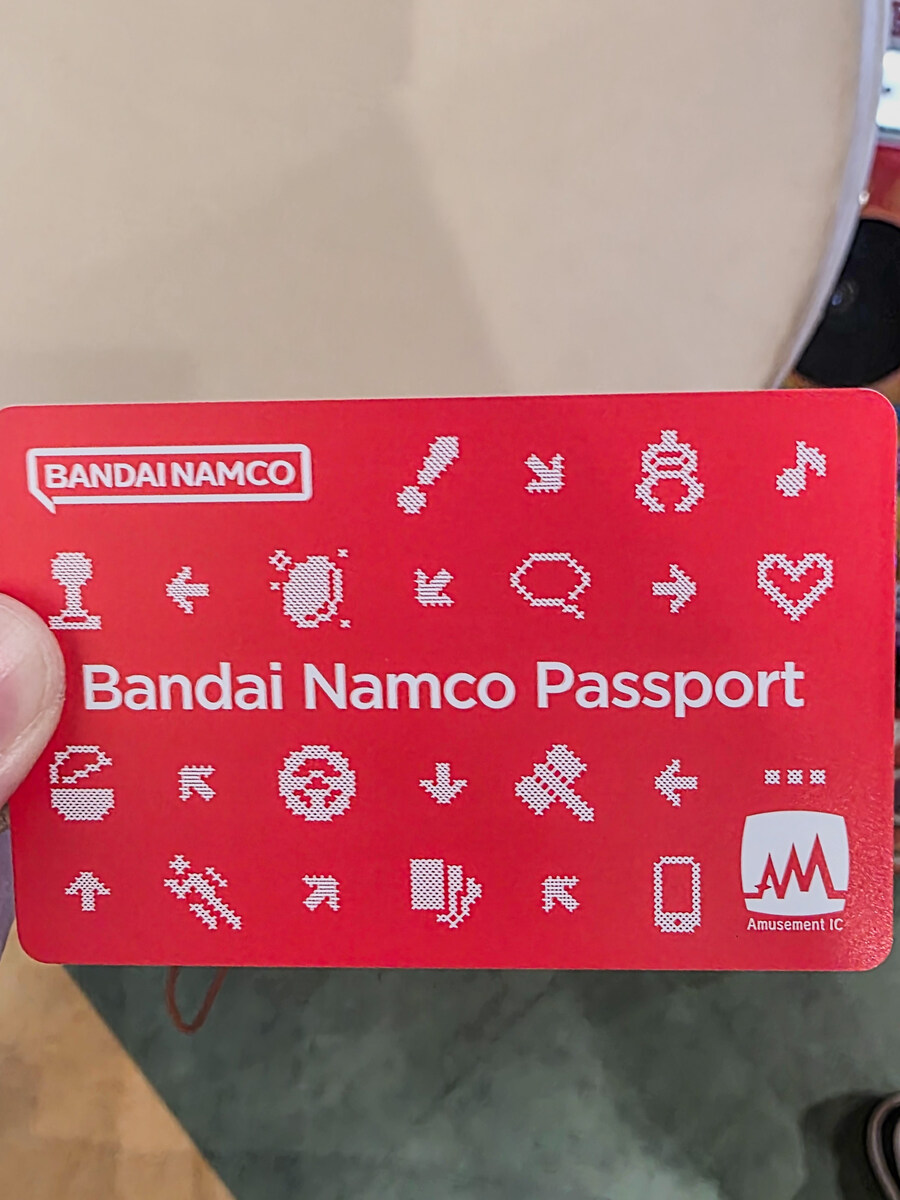 BANDAI NAMCO
Bandai Namco Passport
Amusement IC